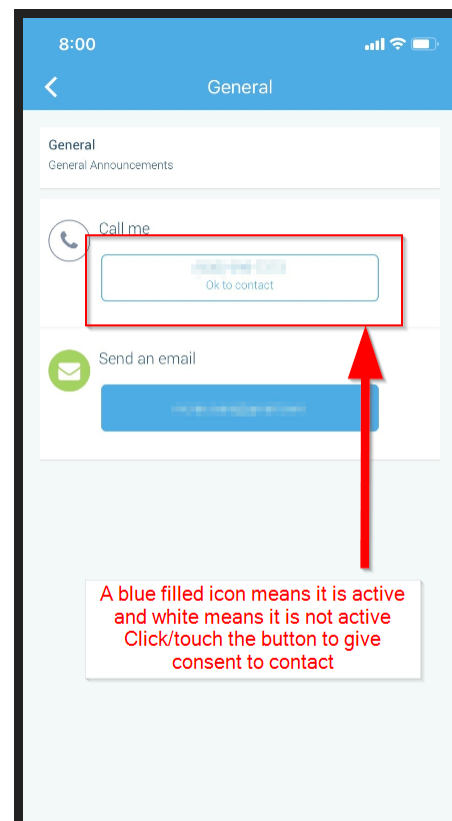 8:00
General
General
General Announcements
Call me
Ok to contact
Send an email
A blue filled icon means it is active
and white means it is not active
Click/touch the button to give
consent to contact